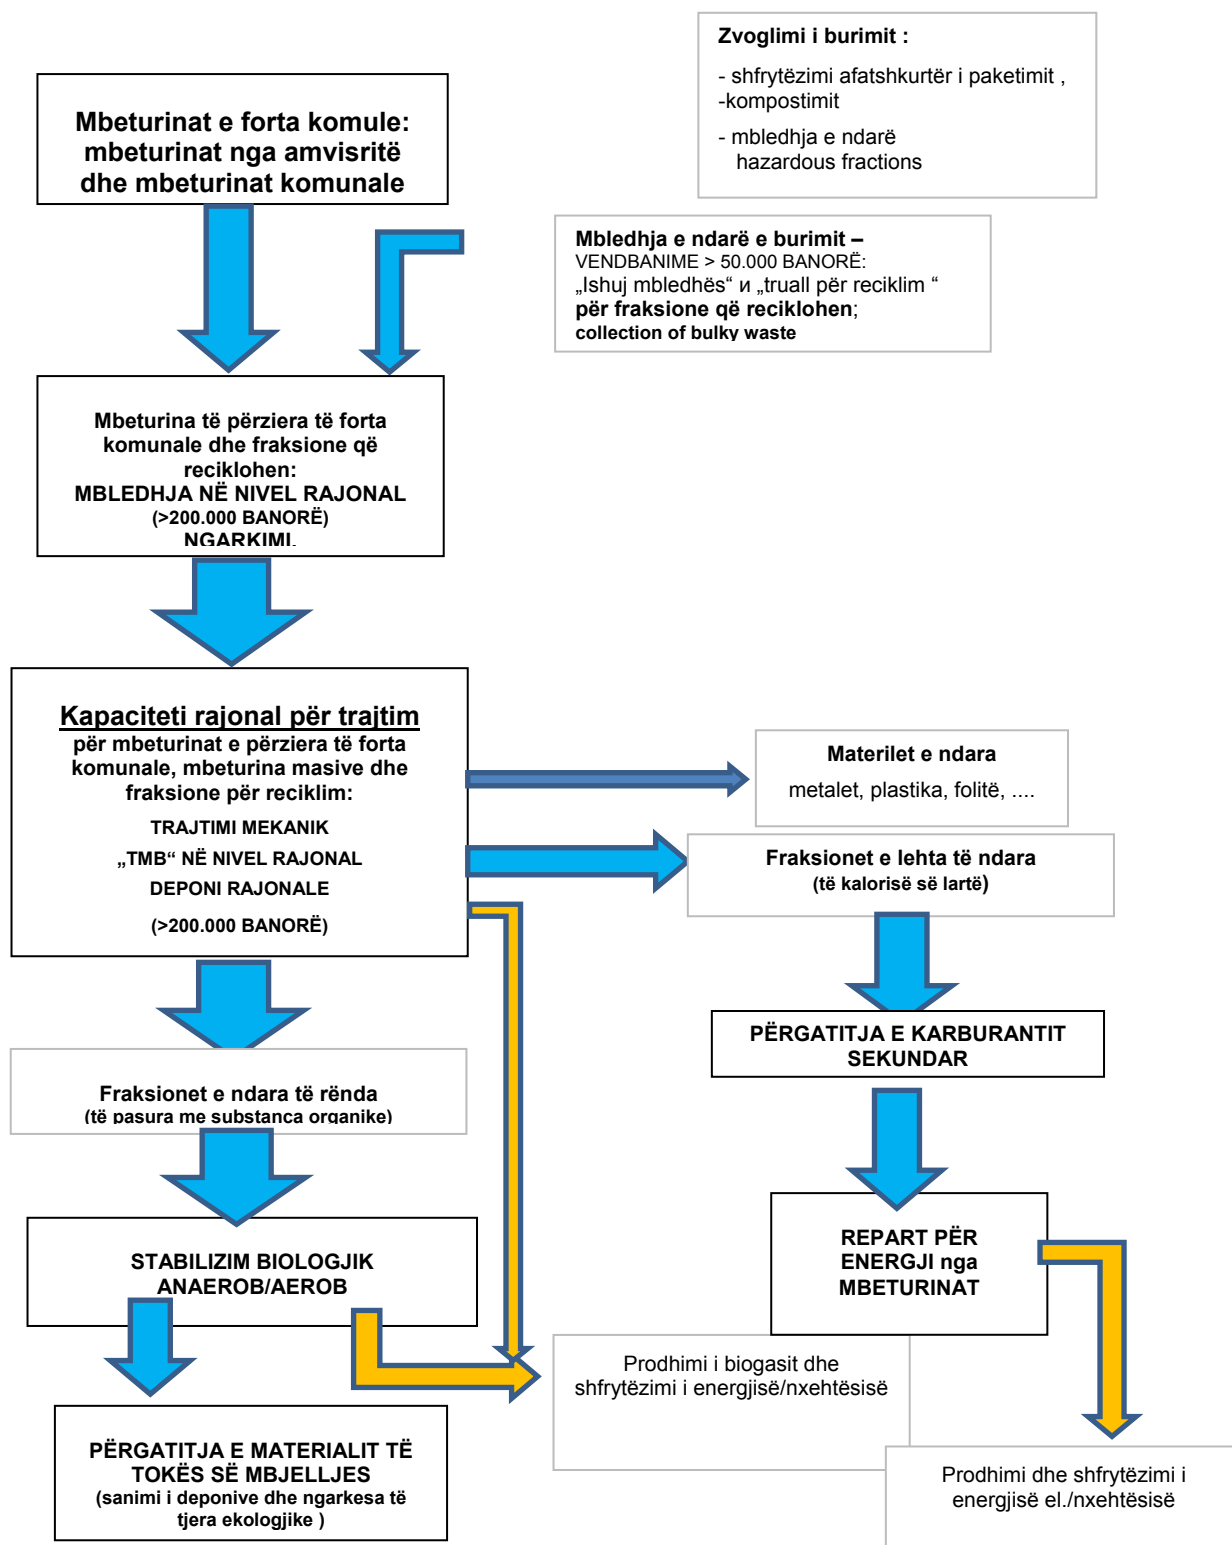 Zvoglimi i burimit :
- shfrytëzimi afatshkurtër i paketimit ,
-kompostimit
- mbledhja e ndarë
hazardous fractions
Mbeturinat e forta komule:
mbeturinat nga amvisritë
dhe mbeturinat komunale
Mbledhja e ndarë e burimit –
VENDBANIME > 50.000 BANORË:
„Ishuj mbledhës“ и „truall për reciklim “
për fraksione që reciklohen;
collection of bulky waste
Mbeturina të përziera të forta
komunale dhe fraksione që
reciklohen:
MBLEDHJA NË NIVEL RAJONAL
(>200.000 BANORË)
NGARKIMI.
Kapaciteti rajonal për trajtim
për mbeturinat e përziera të forta
komunale, mbeturina masive dhe
fraksione për reciklim:
TRAJTIMI MEKANIK
„TMB“ NË NIVEL RAJONAL
DEPONI RAJONALE
(>200.000 BANORË)
Materilet e ndara
metalet, plastika, folitë, ....
Fraksionet e lehta të ndara
(të kalorisë së lartë)
PËRGATITJA E KARBURANTIT
SEKUNDAR
Fraksionet e ndara të rënda
(të pasura me substanca organike)
STABILIZIM BIOLOGJIK
ANAEROB/AEROB
REPART PËR
ENERGJI nga
MBETURINAT
Prodhimi i biogasit dhe
shfrytëzimi i energjisë/nxehtësisë
PËRGATITJA E MATERIALIT TË
TOKËS SË MBJELLJES
(sanimi i deponive dhe ngarkesa të
tjera ekologjike )
Prodhimi dhe shfrytëzimi i
energjisë el./nxehtësisë